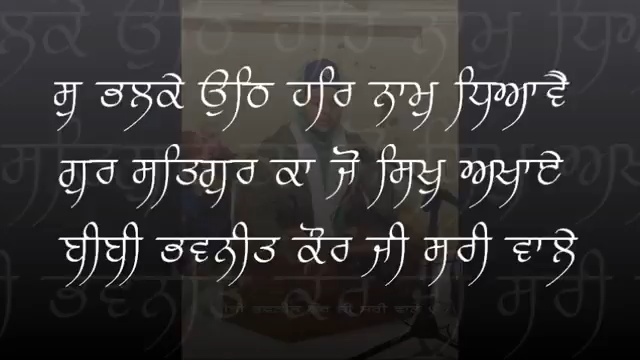 ਸੁ ਭਲਕੇ ਉਠਿ ਹਰਿ ਨਾਮੁ ਧਿਆਵੈ
ਗੁਰ ਸਤਿਗੁਰ ਕਾ ਜੋ ਸਿਖੁ ਅਖਾਏ
ਬੀਬੀ ਭਵਨੀਤ ਕੌਰ ਜੀ ਸਰੀ ਵਾਲੇ